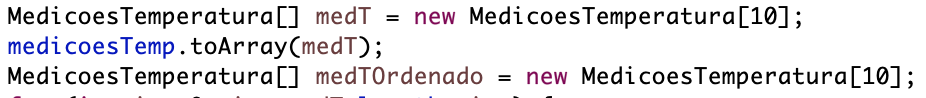 MedicoesTemperatura[] medT = new MedicoesTemperatura[10];
medicoesTemp.toArray(medT);
MedicoesTemperatura[] medTOrdenado = new MedicoesTemperatura[10];